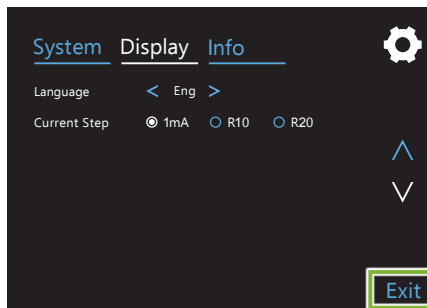 System Display Info
Language < Eng >
Current Step 1mA R10 R20
Exit